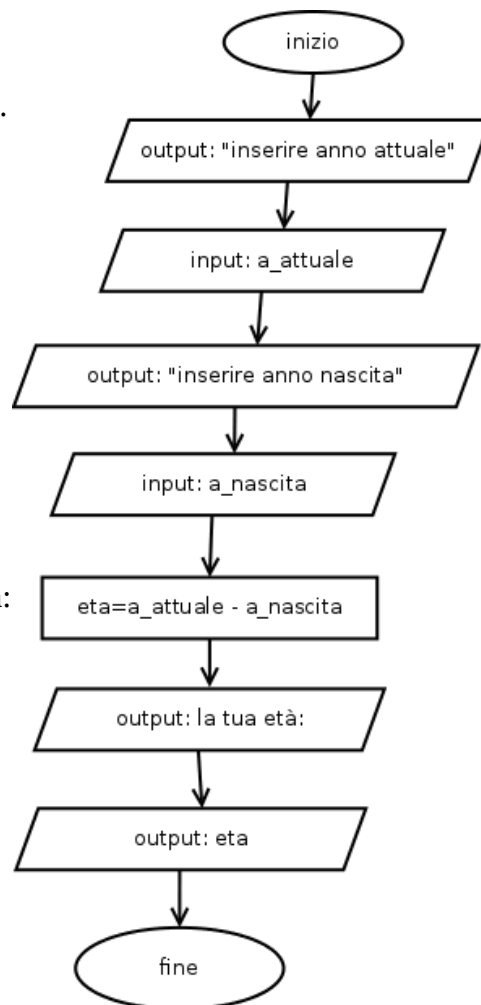 inizio
.
output: "inserire anno attuale"
input: a_attuale
output: "inserire anno nascita"
input: a_nascita
:
eta=a_attuale - a_nascita
output: la tua età:
output: eta
fine